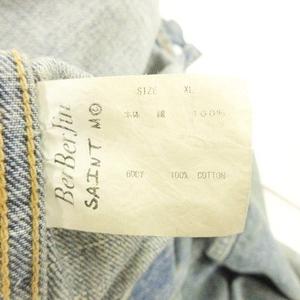 BerBerJin
SAINT M©
SIZE XL
本体 綿 100%
BODY 100% COTTON